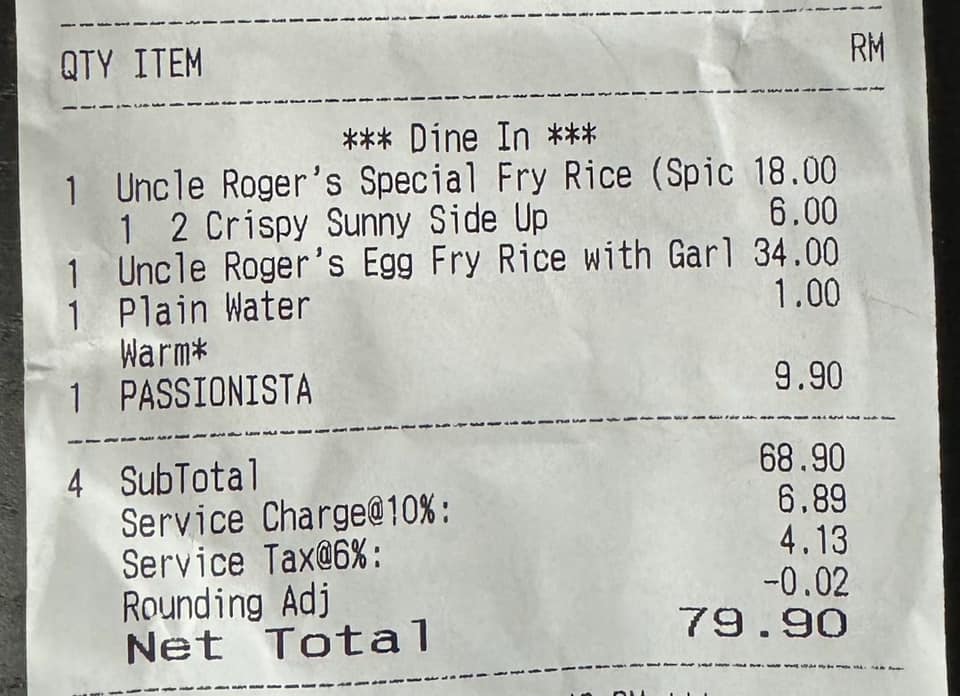 QTY ITEM RM
*** Dine In ***
1 Uncle Roger's Special Fry Rice (Spic 18.00
1 2 Crispy Sunny Side Up 6.00
1 Uncle Roger's Egg Fry Rice with Garl 34.00
1 Plain Water 1.00
Warm*
1 PASSIONISTA 9.90
4 SubTotal 68.90
Service Charge@10%: 6.89
Service Tax@6%: 4.13
Rounding Adj -0.02
Net Total 79.90